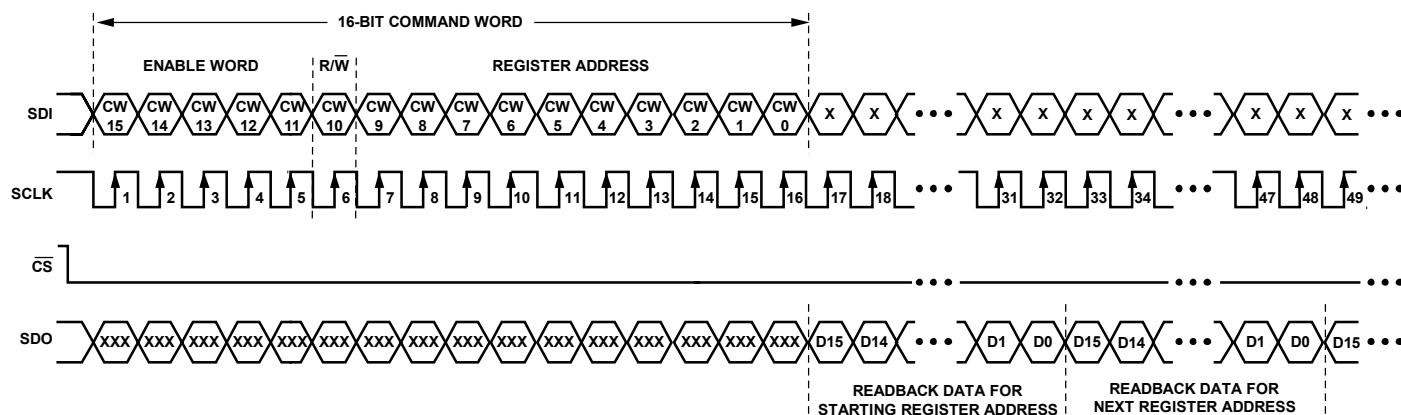 16-BIT COMMAND WORD
ENABLE WORD R/W̅ REGISTER ADDRESS
SDI CW 15 CW 14 CW 13 CW 12 CW 11 CW 10 CW 9 CW 8 CW 7 CW 6 CW 5 CW 4 CW 3 CW 2 CW 1 CW 0 X X ••• X X X X ••• X X X •••
SCLK 1 2 3 4 5 6 7 8 9 10 11 12 13 14 15 16 17 18 ••• 31 32 33 34 ••• 47 48 49 •••
C̅S̅ ••• ••• •••
SDO XXX XXX XXX XXX XXX XXX XXX XXX XXX XXX XXX XXX XXX XXX XXX XXX D15 D14 ••• D1 D0 D15 D14 ••• D1 D0 D15 •••
READBACK DATA FOR
STARTING REGISTER ADDRESS
READBACK DATA FOR
NEXT REGISTER ADDRESS